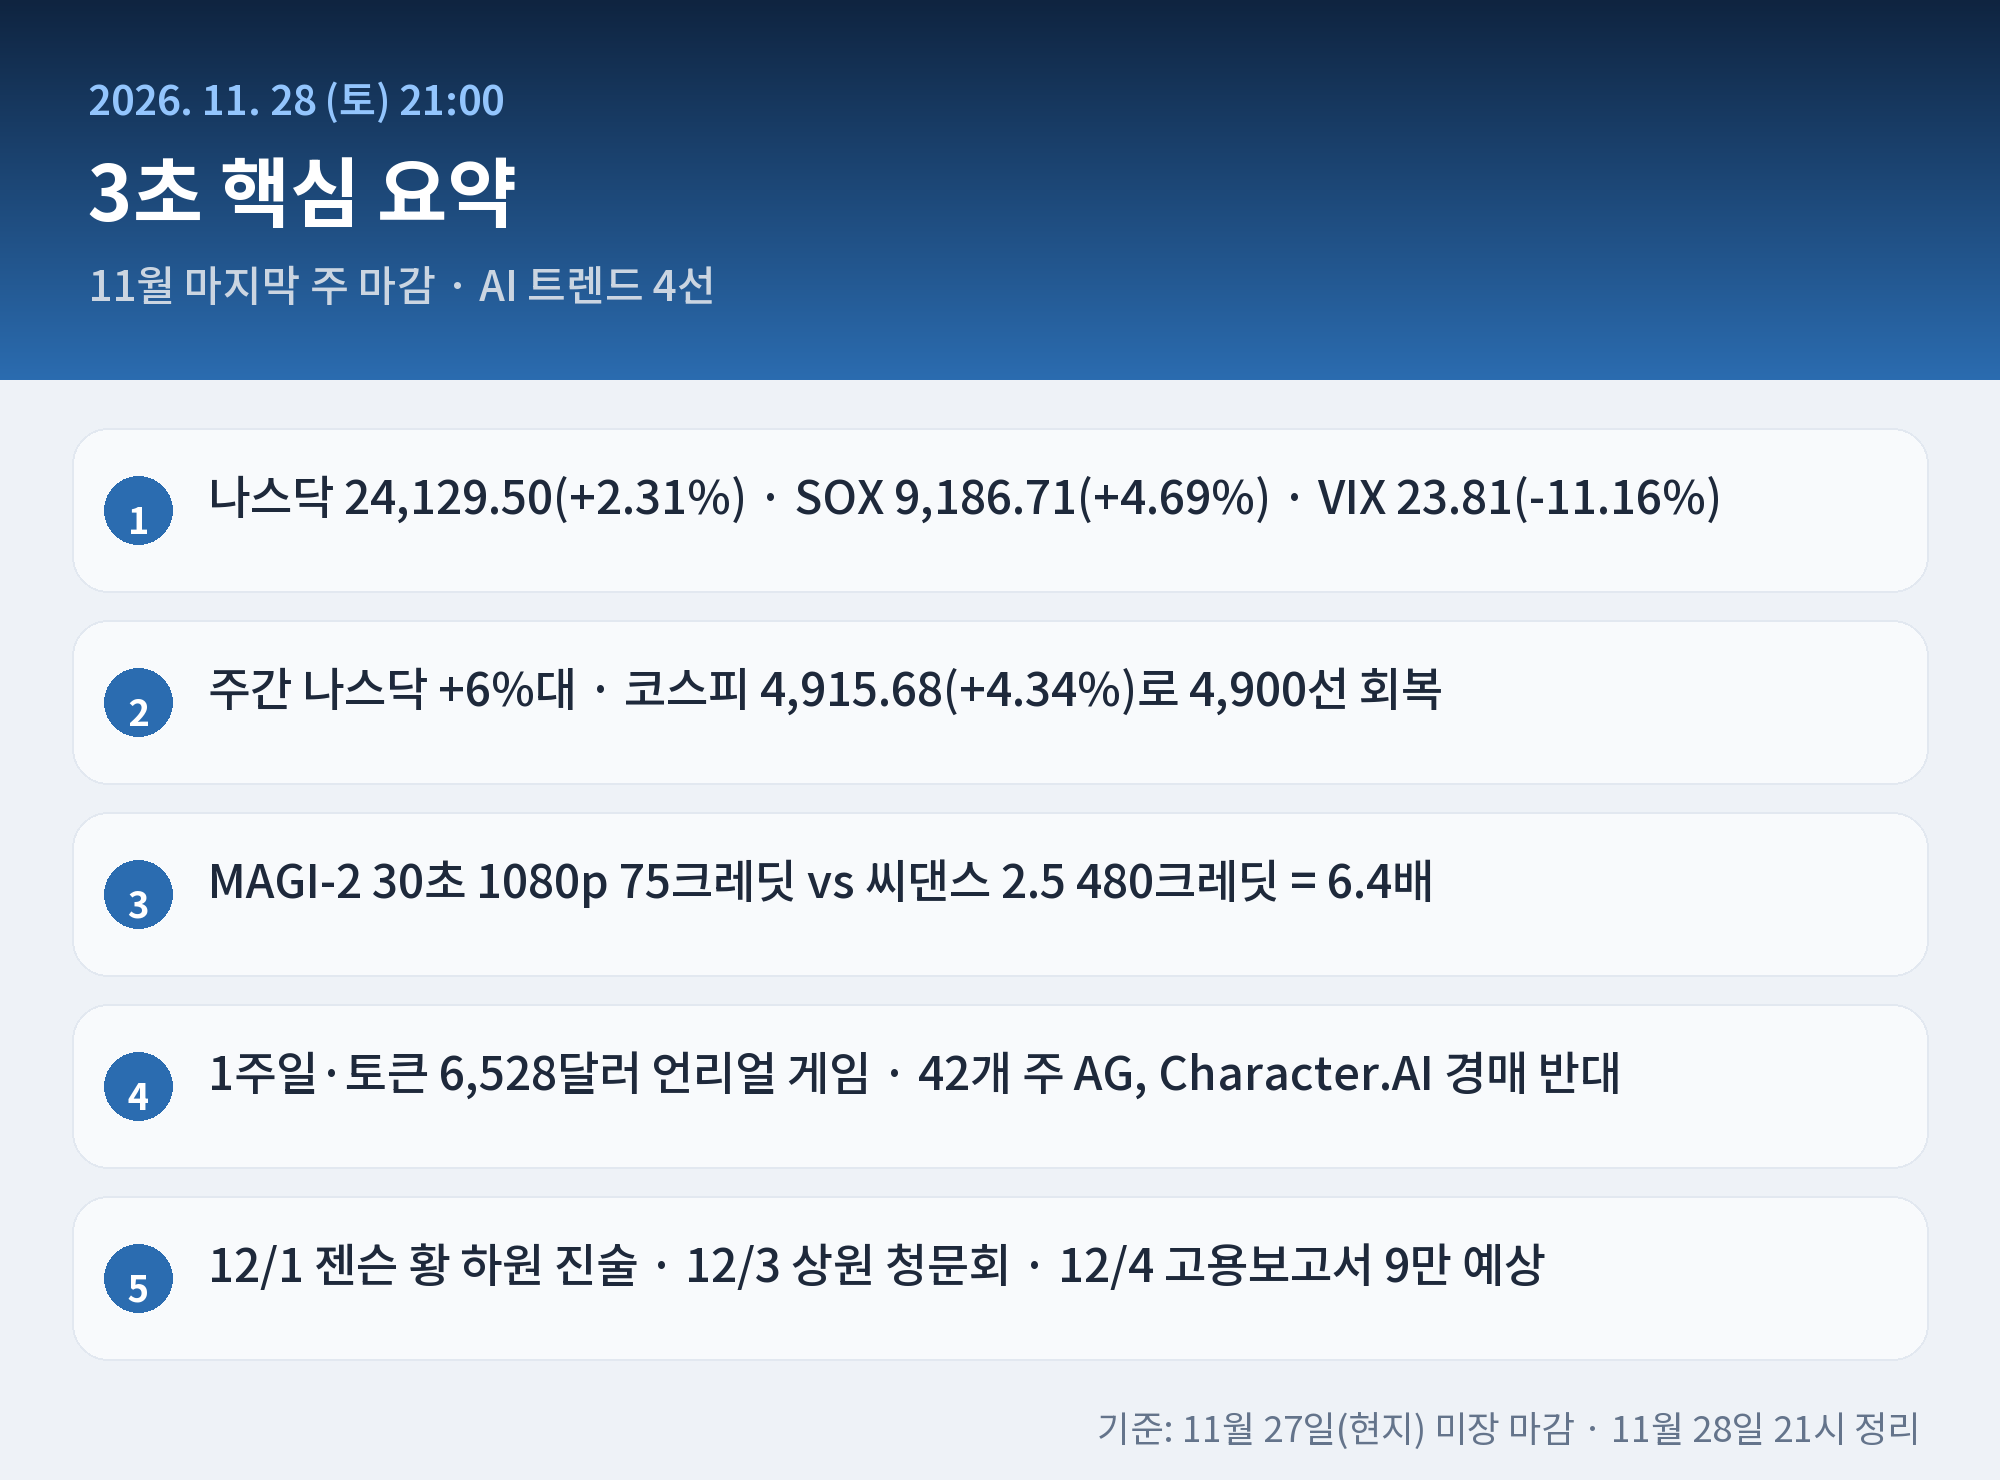 2026. 11. 28 (토) 21:00
3초 핵심 요약
11월 마지막 주 마감 · AI 트렌드 4선
1 나스닥 24,129.50(+2.31%) · SOX 9,186.71(+4.69%) · VIX 23.81(-11.16%)
2 주간 나스닥 +6%대 · 코스피 4,915.68(+4.34%)로 4,900선 회복
3 MAGI-2 30초 1080p 75크레딧 vs 씨댄스 2.5 480크레딧 = 6.4배
4 1주일·토큰 6,528달러 언리얼 게임 · 42개 주 AG, Character.AI 경매 반대
5 12/1 젠슨 황 하원 진술 · 12/3 상원 청문회 · 12/4 고용보고서 9만 예상
기준: 11월 27일(현지) 미장 마감 · 11월 28일 21시 정리